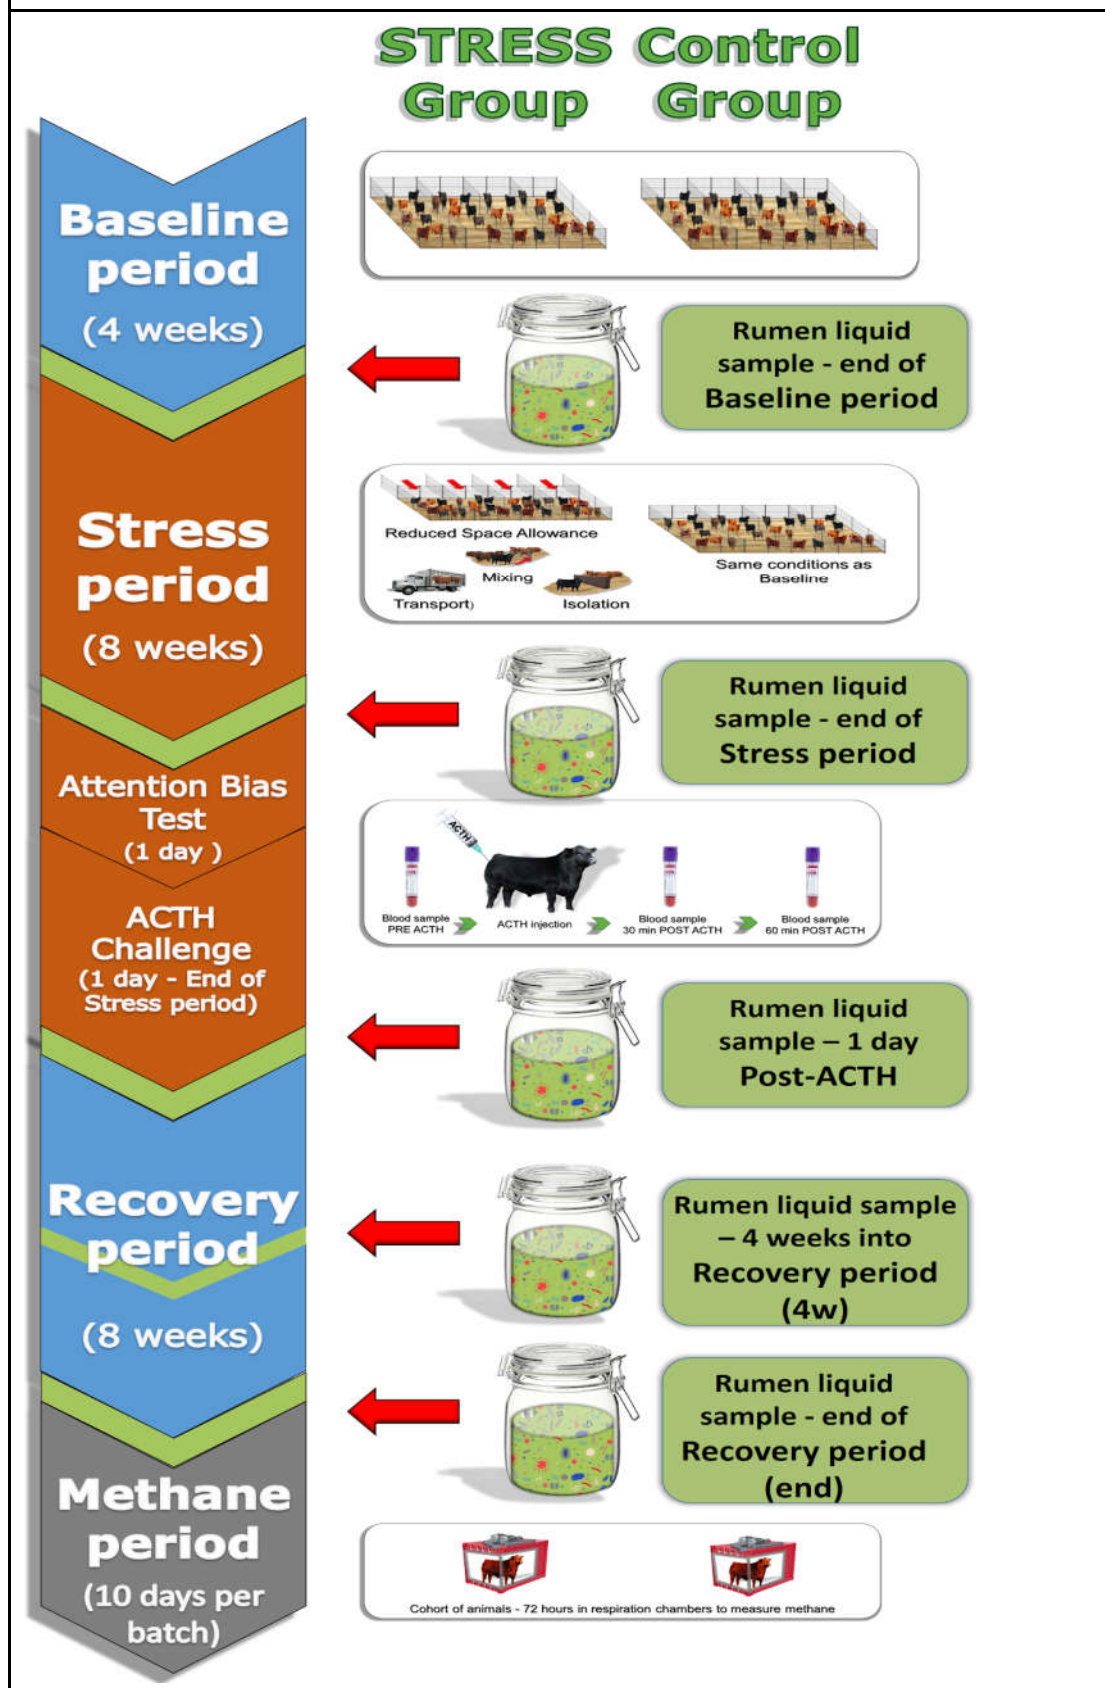 STRESS Control
Group Group
Baseline
period
(4 weeks)
Rumen liquid
sample - end of
Baseline period
Stress
period
(8 weeks)
Reduced Space Allowance
Mixing
Transport)
Isolation
Same conditions as
Baseline
Rumen liquid
sample - end of
Stress period
Attention Bias
Test
(1 day )
ACTH
Blood sample
PRE ACTH
ACTH injection
Blood sample
30 min POST ACTH
Blood sample
60 min POST ACTH
ACTH
Challenge
(1 day - End of
Stress period)
Rumen liquid
sample – 1 day
Post-ACTH
Recovery
period
(8 weeks)
Rumen liquid sample
– 4 weeks into
Recovery period
(4w)
Rumen liquid
sample - end of
Recovery period
(end)
Methane
period
(10 days per
batch)
Cohort of animals - 72 hours in respiration chambers to measure methane